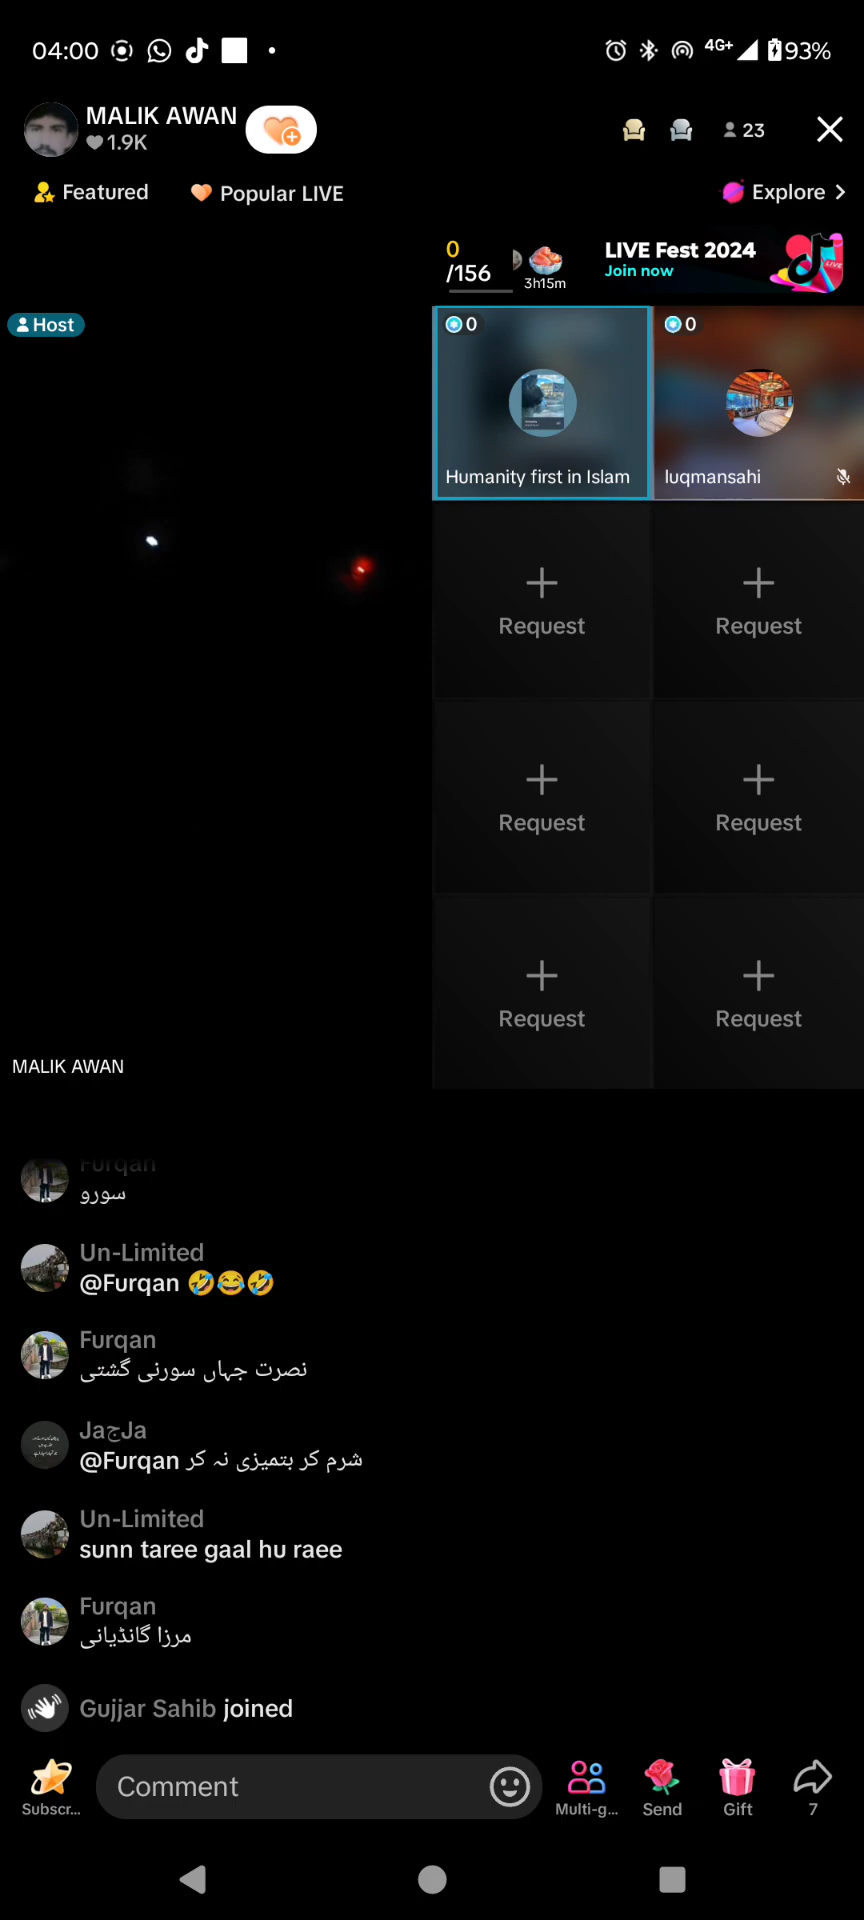 04:00
4G+
93%
MALIK AWAN
1.9K
23
Featured
Popular LIVE
Explore
0
/156
3h15m
LIVE Fest 2024
Join now
LIVE
Host
0
0
Humanity first in Islam
luqmansahi
Request
Request
Request
Request
Request
Request
MALIK AWAN
Furqan
سورو
Un-Limited
@Furqan 🤣😂🤣
Furqan
نصرت جہاں سورنی گشتی
JaجJa
@Furqan شرم کر بتمیزی نہ کر
Un-Limited
sunn taree gaal hu raee
Furqan
مرزا گانڈیانی
Gujjar Sahib joined
Subscr...
Comment
Multi-g...
Send
Gift
7